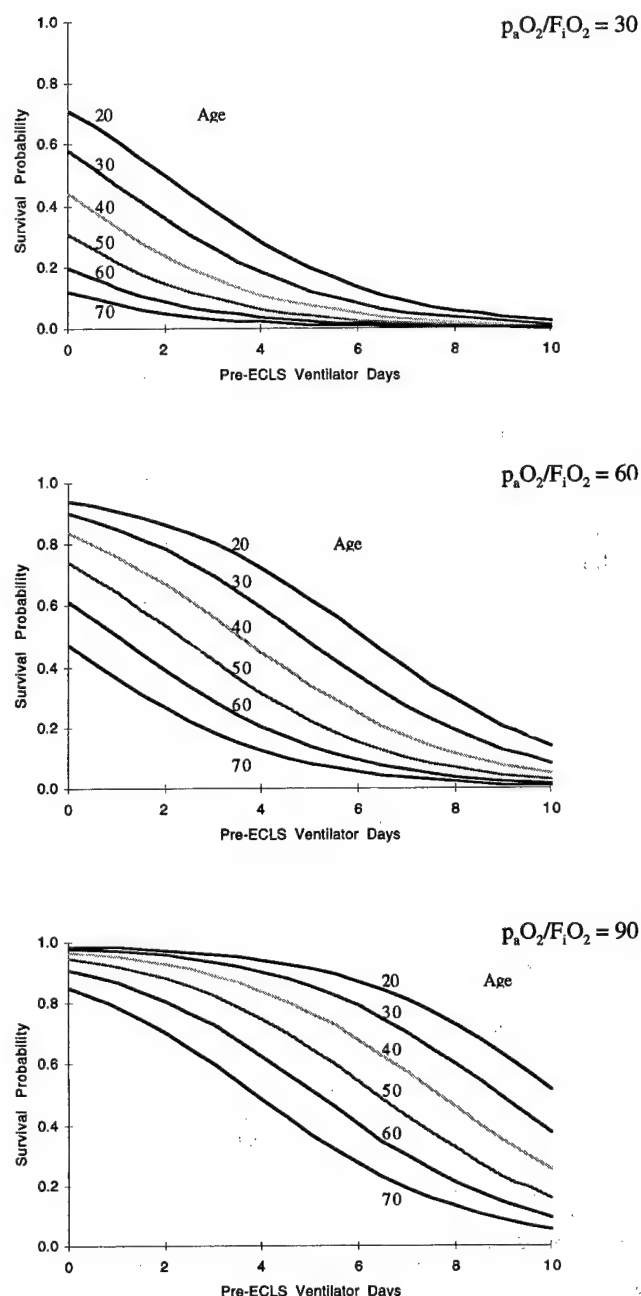 pₐO₂/FᵢO₂ = 30
1.0
0.8
0.6
0.4
0.2
0.0
Survival Probability
20 Age
30
40
50
60
70
0 2 4 6 8 10
Pre-ECLS Ventilator Days
pₐO₂/FᵢO₂ = 60
1.0
0.8
0.6
0.4
0.2
0.0
Survival Probability
20 Age
30
40
50
60
70
0 2 4 6 8 10
Pre-ECLS Ventilator Days
pₐO₂/FᵢO₂ = 90
1.0
0.8
0.6
0.4
0.2
0.0
Survival Probability
20 Age
30
40
50
60
70
0 2 4 6 8 10
Pre-ECLS Ventilator Days